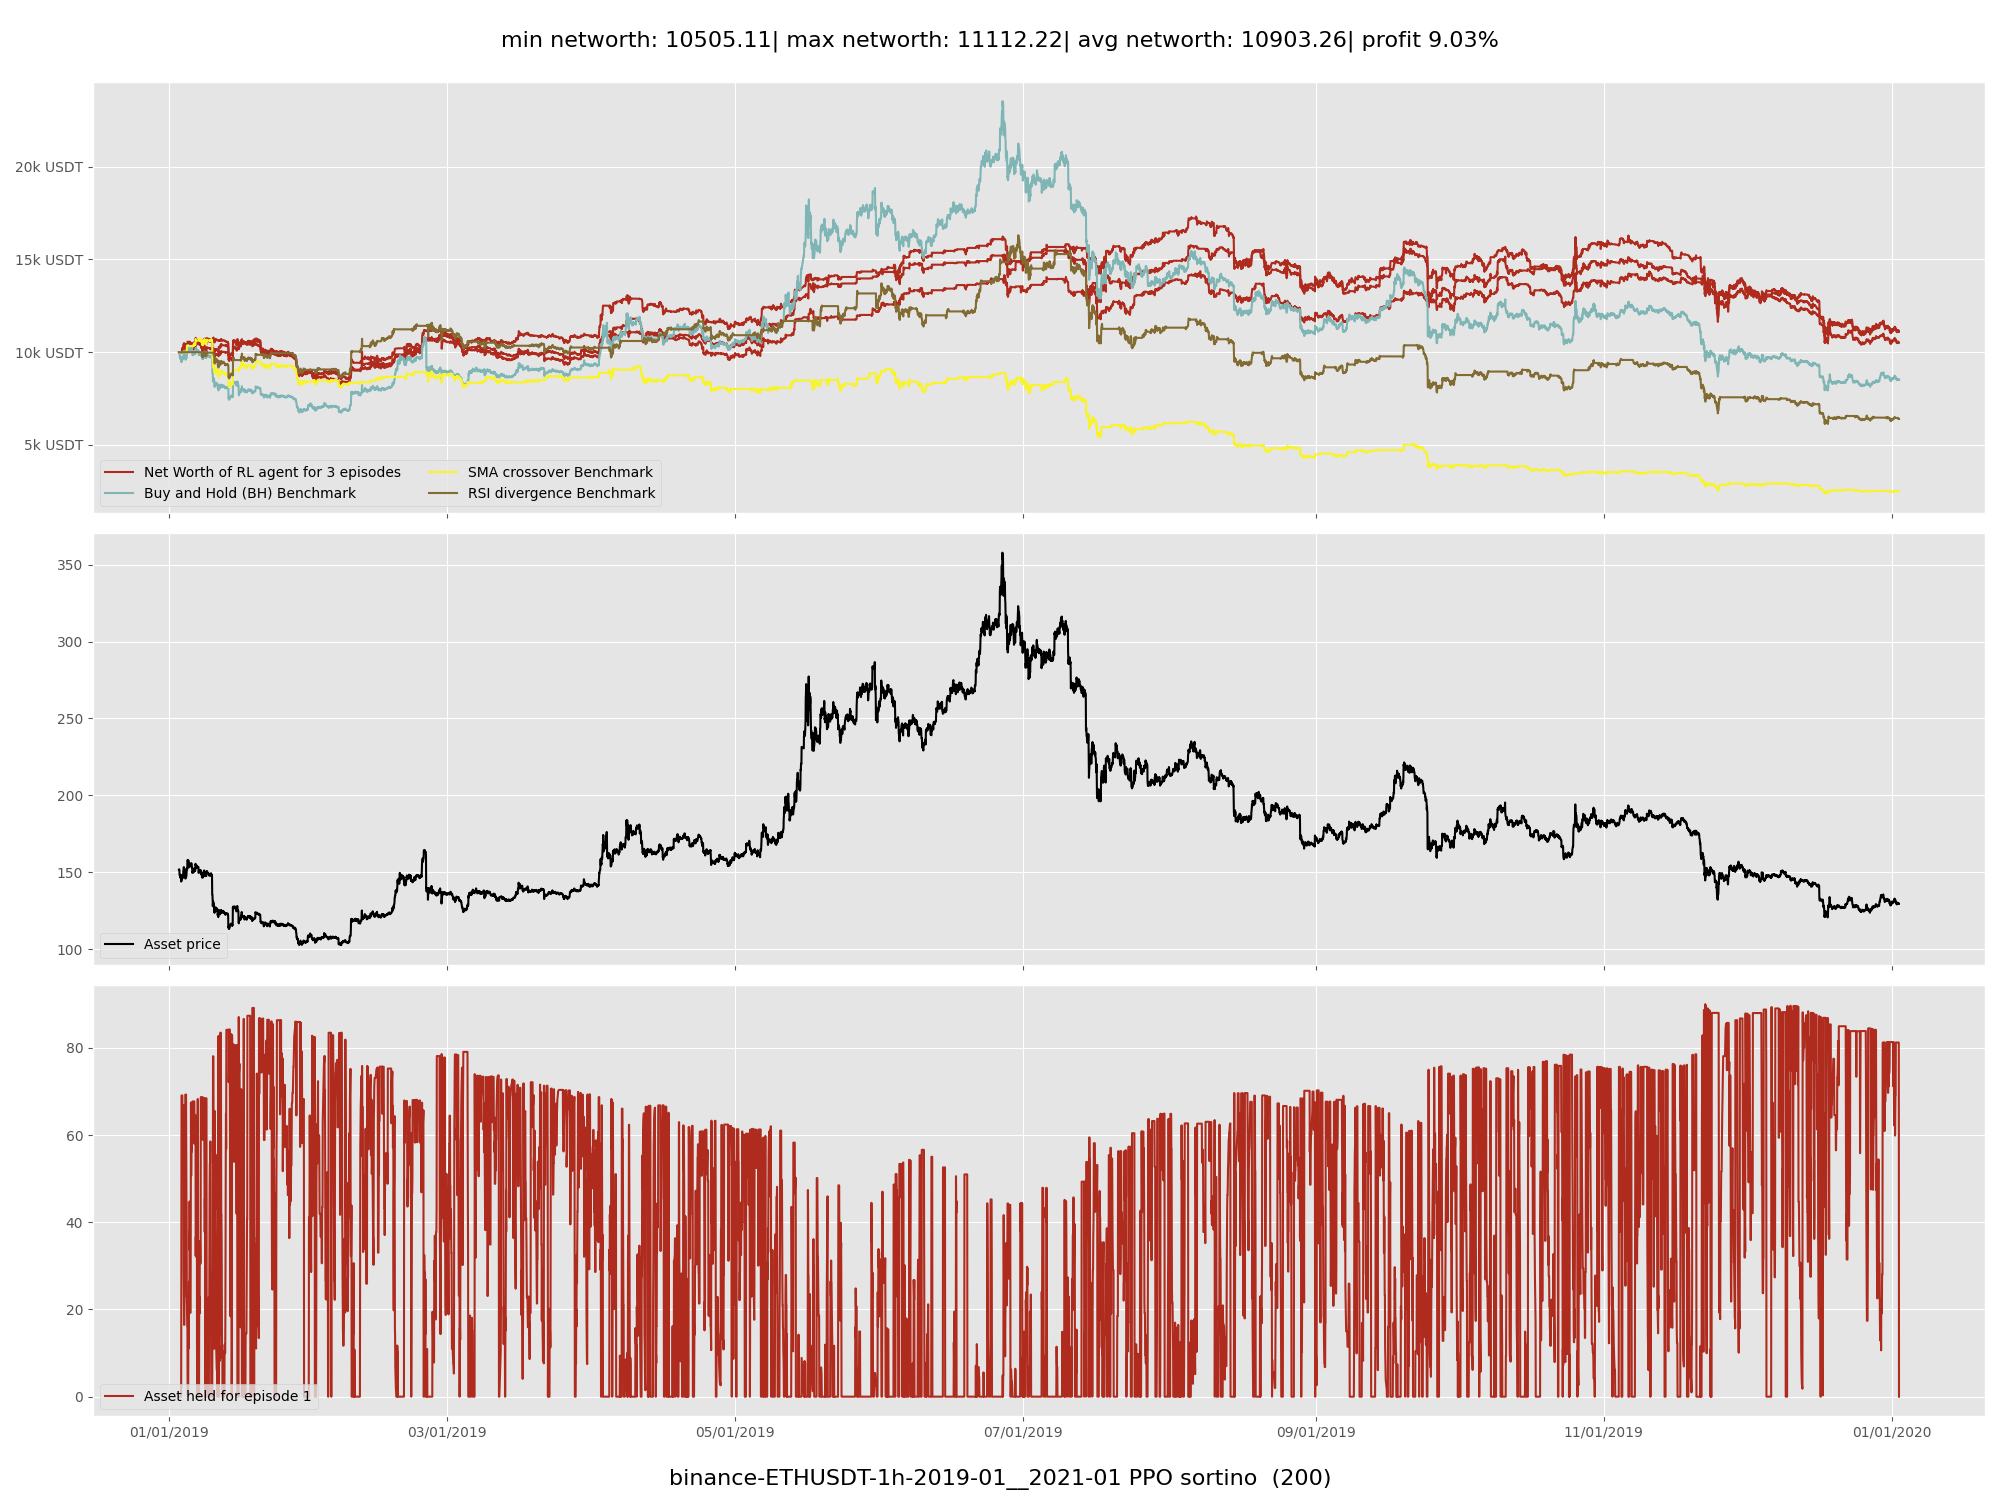 min networth: 10505.11| max networth: 11112.22| avg networth: 10903.26| profit 9.03%
20k USDT
15k USDT
10k USDT
5k USDT
Net Worth of RL agent for 3 episodes
Buy and Hold (BH) Benchmark
SMA crossover Benchmark
RSI divergence Benchmark
350
300
250
200
150
100
Asset price
80
60
40
20
0
Asset held for episode 1
01/01/2019
03/01/2019
05/01/2019
07/01/2019
09/01/2019
11/01/2019
01/01/2020
binance-ETHUSDT-1h-2019-01__2021-01 PPO sortino  (200)